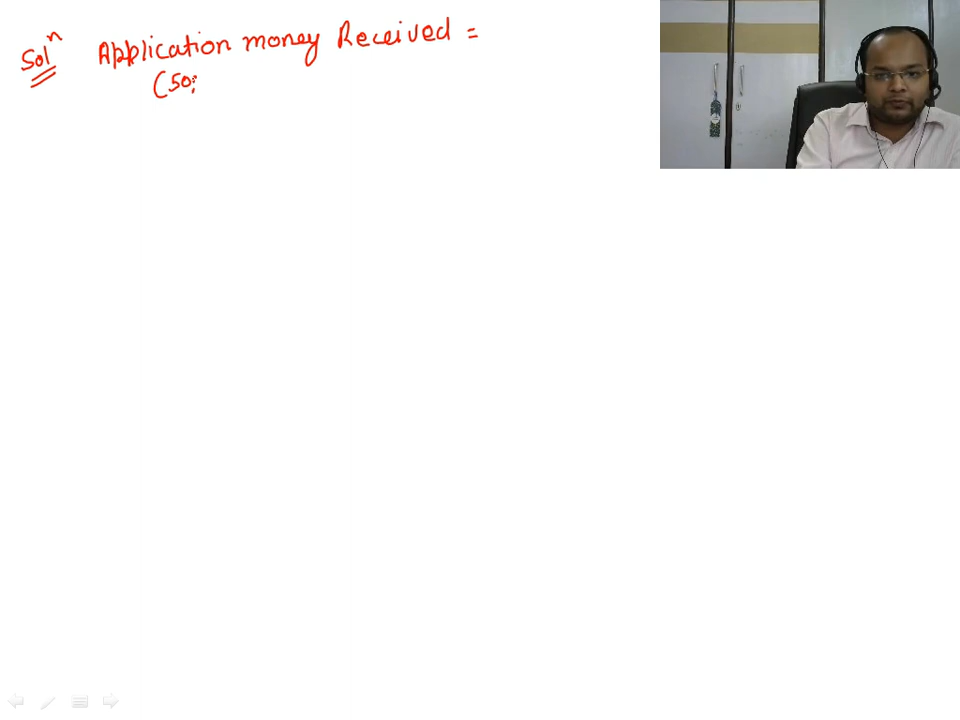 Solⁿ Application money Received =
(50